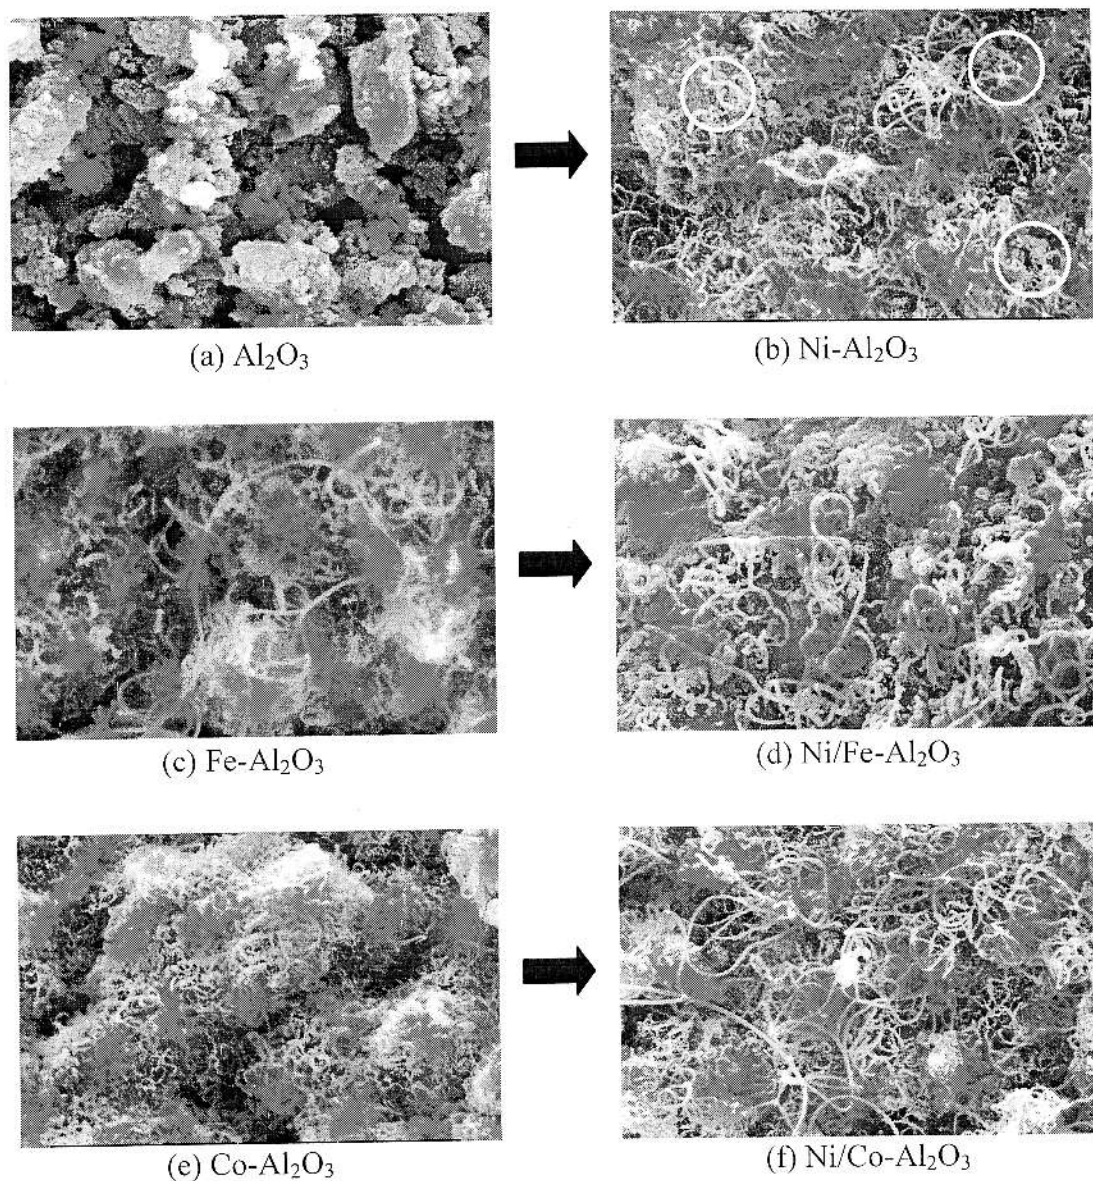 (a) Al₂O₃
(b) Ni-Al₂O₃
(c) Fe-Al₂O₃
(d) Ni/Fe-Al₂O₃
(e) Co-Al₂O₃
(f) Ni/Co-Al₂O₃